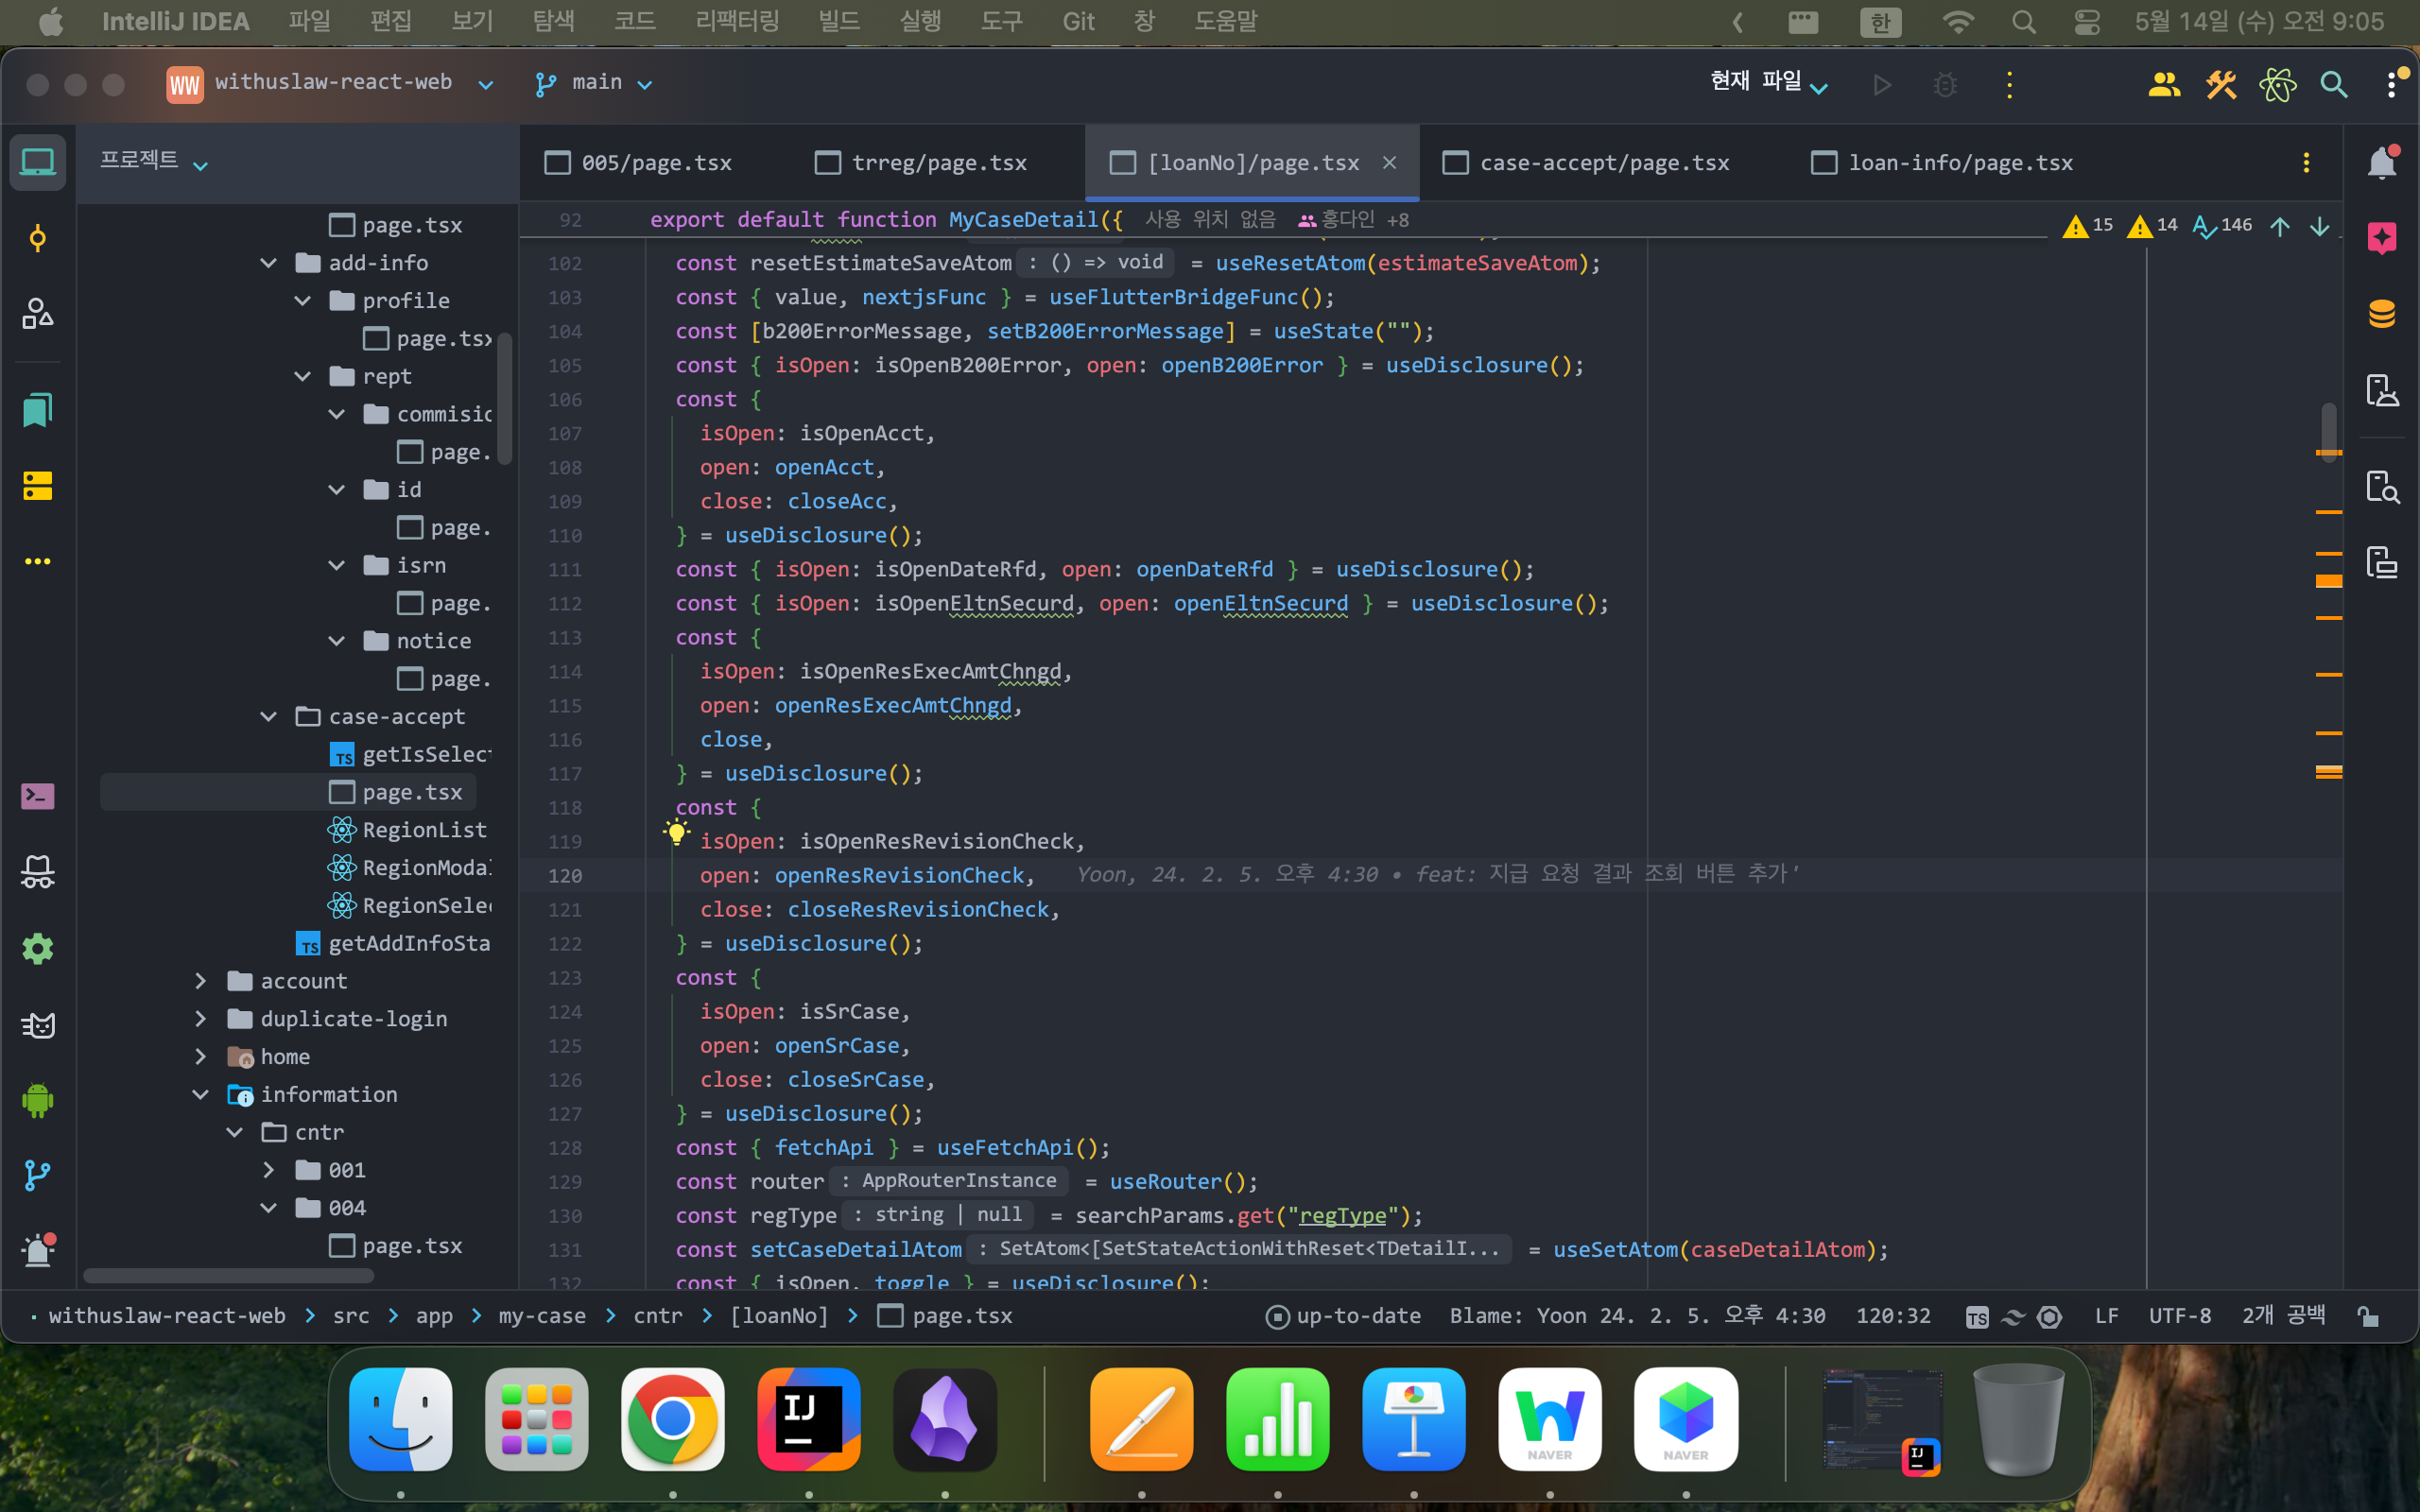 IntelliJ IDEA 파일 편집 보기 탐색 코드 리팩터링 빌드 실행 도구 Git 창 도움말 한 5월 14일 (수) 오전 9:05
WW withuslaw-react-web main 현재 파일
프로젝트
005/page.tsx trreg/page.tsx [loanNo]/page.tsx case-accept/page.tsx loan-info/page.tsx
page.tsx
add-info
profile
page.tsx
rept
commisic
page.
id
page.
isrn
page.
notice
page.
case-accept
TS getIsSelect
page.tsx
RegionList
RegionModal
RegionSelec
TS getAddInfoSta
account
duplicate-login
home
information
cntr
001
004
page.tsx
92 export default function MyCaseDetail({ 사용 위치 없음 홍다인 +8
15 14 146
102 const resetEstimateSaveAtom : () => void = useResetAtom(estimateSaveAtom);
103 const { value, nextjsFunc } = useFlutterBridgeFunc();
104 const [b200ErrorMessage, setB200ErrorMessage] = useState("");
105 const { isOpen: isOpenB200Error, open: openB200Error } = useDisclosure();
106 const {
107 isOpen: isOpenAcct,
108 open: openAcct,
109 close: closeAcc,
110 } = useDisclosure();
111 const { isOpen: isOpenDateRfd, open: openDateRfd } = useDisclosure();
112 const { isOpen: isOpenEltnSecurd, open: openEltnSecurd } = useDisclosure();
113 const {
114 isOpen: isOpenResExecAmtChngd,
115 open: openResExecAmtChngd,
116 close,
117 } = useDisclosure();
118 const {
119 isOpen: isOpenResRevisionCheck,
120 open: openResRevisionCheck, Yoon, 24. 2. 5. 오후 4:30 • feat: 지급 요청 결과 조회 버튼 추가'
121 close: closeResRevisionCheck,
122 } = useDisclosure();
123 const {
124 isOpen: isSrCase,
125 open: openSrCase,
126 close: closeSrCase,
127 } = useDisclosure();
128 const { fetchApi } = useFetchApi();
129 const router : AppRouterInstance = useRouter();
130 const regType : string | null = searchParams.get("regType");
131 const setCaseDetailAtom : SetAtom<[SetStateActionWithReset<TDetailI... = useSetAtom(caseDetailAtom);
132 const { isOpen, toggle } = useDisclosure();
withuslaw-react-web > src > app > my-case > cntr > [loanNo] > page.tsx up-to-date Blame: Yoon 24. 2. 5. 오후 4:30 120:32 TS LF UTF-8 2개 공백
IJ NAVER NAVER IJ